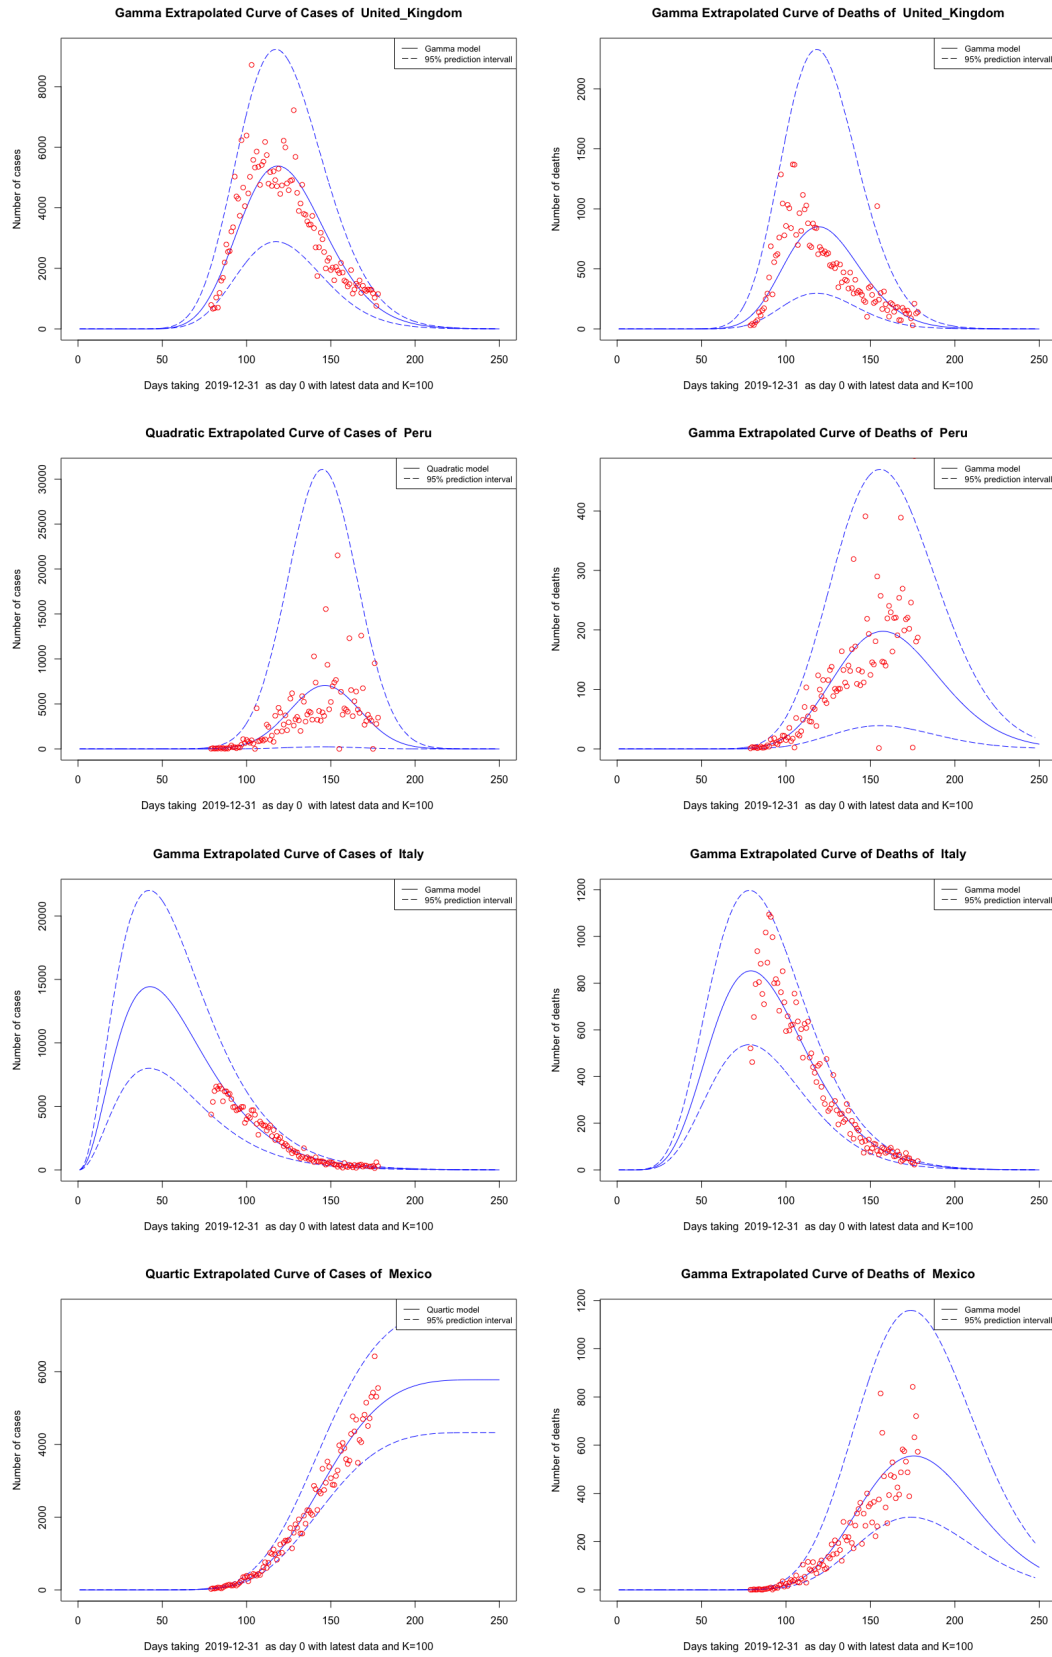 Gamma Extrapolated Curve of Cases of United_Kingdom
Gamma model
95% prediction intervall
Number of cases
0
2000
4000
6000
8000
0 50 100 150 200 250
Days taking 2019-12-31 as day 0 with latest data and K=100
Gamma Extrapolated Curve of Deaths of United_Kingdom
Gamma model
95% prediction intervall
Number of deaths
0
500
1000
1500
2000
0 50 100 150 200 250
Days taking 2019-12-31 as day 0 with latest data and K=100
Quadratic Extrapolated Curve of Cases of Peru
Quadratic model
95% prediction interval
Number of cases
0
5000
10000
15000
20000
25000
30000
0 50 100 150 200 250
Days taking 2019-12-31 as day 0 with latest data and K=100
Gamma Extrapolated Curve of Deaths of Peru
Gamma model
95% prediction intervall
Number of deaths
0
100
200
300
400
0 50 100 150 200 250
Days taking 2019-12-31 as day 0 with latest data and K=100
Gamma Extrapolated Curve of Cases of Italy
Gamma model
95% prediction intervall
Number of cases
0
5000
10000
15000
20000
0 50 100 150 200 250
Days taking 2019-12-31 as day 0 with latest data and K=100
Gamma Extrapolated Curve of Deaths of Italy
Gamma model
95% prediction intervall
Number of deaths
0
200
400
600
800
1000
1200
0 50 100 150 200 250
Days taking 2019-12-31 as day 0 with latest data and K=100
Quartic Extrapolated Curve of Cases of Mexico
Quartic model
95% prediction interval
Number of cases
0
2000
4000
6000
0 50 100 150 200 250
Days taking 2019-12-31 as day 0 with latest data and K=100
Gamma Extrapolated Curve of Deaths of Mexico
Gamma model
95% prediction intervall
Number of deaths
0
200
400
600
800
1000
1200
0 50 100 150 200 250
Days taking 2019-12-31 as day 0 with latest data and K=100